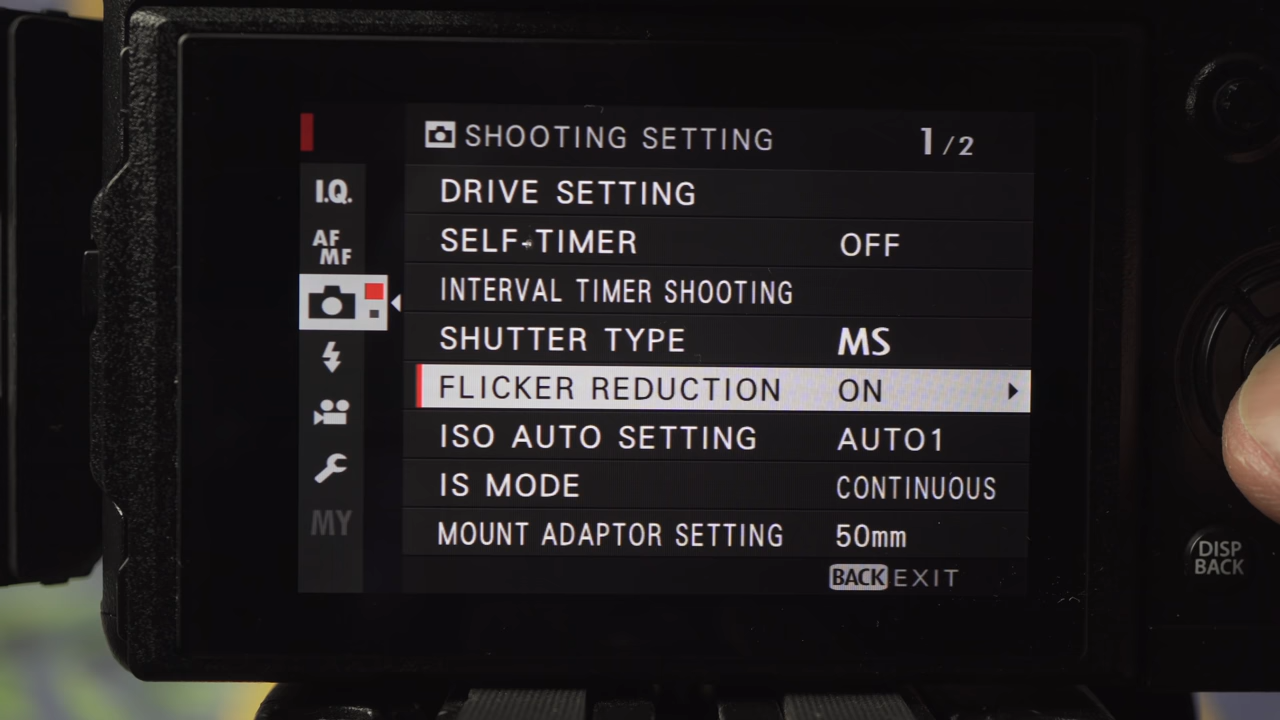 SHOOTING SETTING 1/2
I.Q.
DRIVE SETTING
AF
MF
SELF-TIMER OFF
INTERVAL TIMER SHOOTING
SHUTTER TYPE MS
FLICKER REDUCTION ON
ISO AUTO SETTING AUTO1
IS MODE CONTINUOUS
MY
MOUNT ADAPTOR SETTING 50mm
BACK EXIT
DISP
BACK